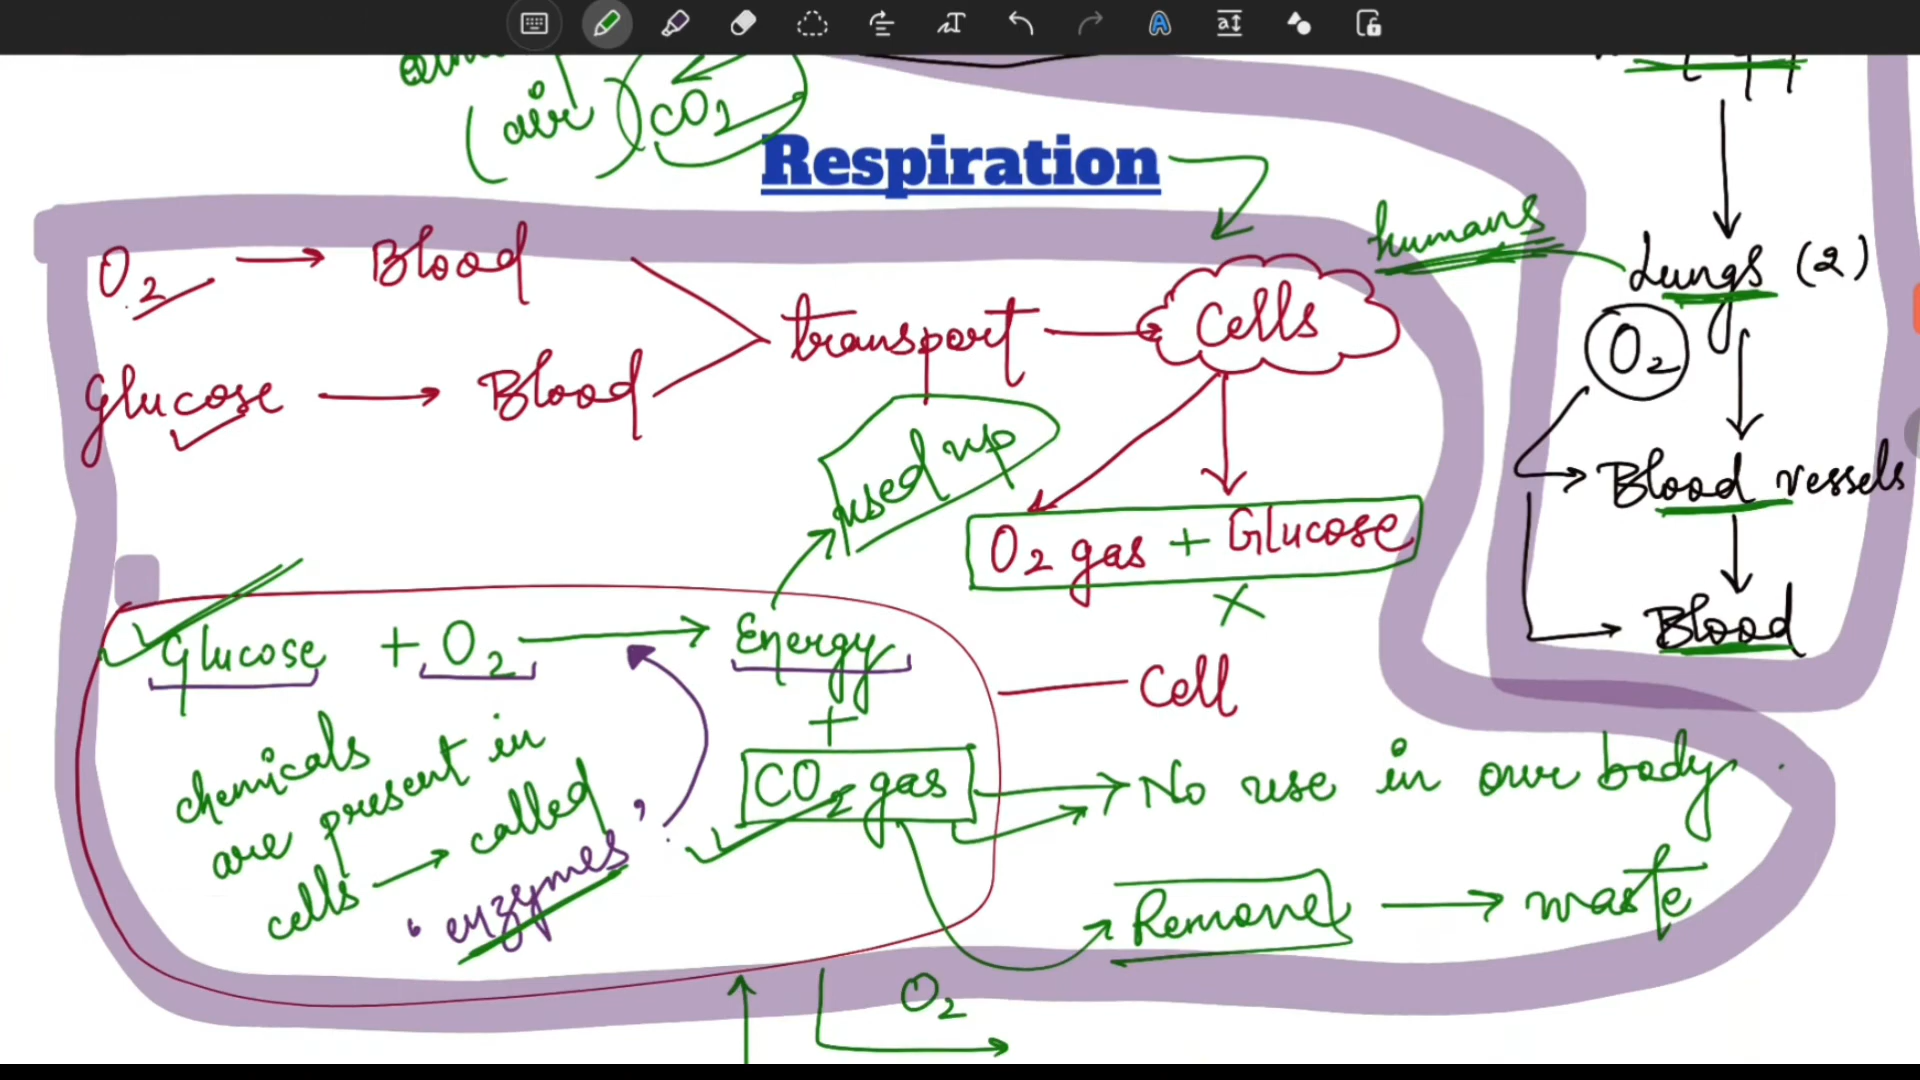 (air) CO2
Respiration
humans
O2 → Blood
Glucose → Blood
transport → Cells
Lungs (2)
O2
used up
Blood vessels
O2 gas + Glucose
Blood
Glucose + O2 → Energy
+
CO2 gas
Cell
No use in our body.
chemicals
are present in
cells → called
'enzymes'
Remove → waste
O2